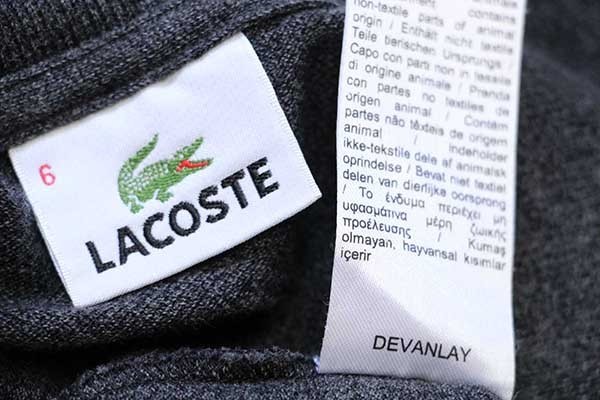 6
LACOSTE
non-textile parts of animal
origin / Enthält nicht textile
Teile tierischen Ursprungs /
Capo con parti non in tessile
di origine animale / Prenda
con partes no textiles de
origen animal / Contém
partes não têxteis de origem
animal / Indeholder
ikke-tekstile dele af animalsk
oprindelse / Bevat niet textiel
delen van dierlijke oorsprong
/ Το ένδυμα περιέχει μη
υφασμάτινα μέρη ζωικής
προέλευσης / Kumaş
olmayan, hayvansal kısımlar
içerir
DEVANLAY